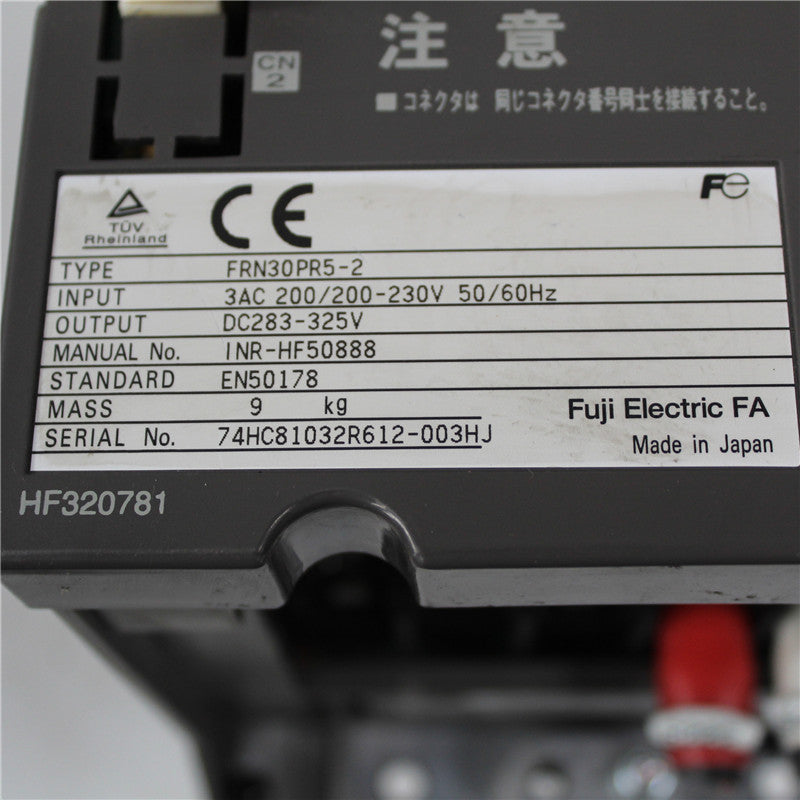 注意
CN
2
■コネクタは 同じコネクタ番号同士を接続すること。
Fe
TÜV
Rheinland
CE
TYPE FRN30PR5-2
INPUT 3AC 200/200-230V 50/60Hz
OUTPUT DC283-325V
MANUAL No. INR-HF50888
STANDARD EN50178
MASS 9 kg
Fuji Electric FA
SERIAL No. 74HC81032R612-003HJ
Made in Japan
HF320781